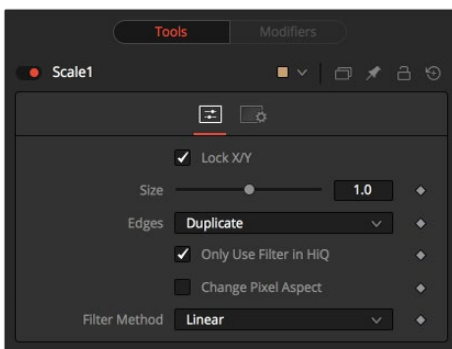 Tools Modifiers
Scale1
Lock X/Y
Size 1.0
Edges Duplicate
Only Use Filter in HiQ
Change Pixel Aspect
Filter Method Linear